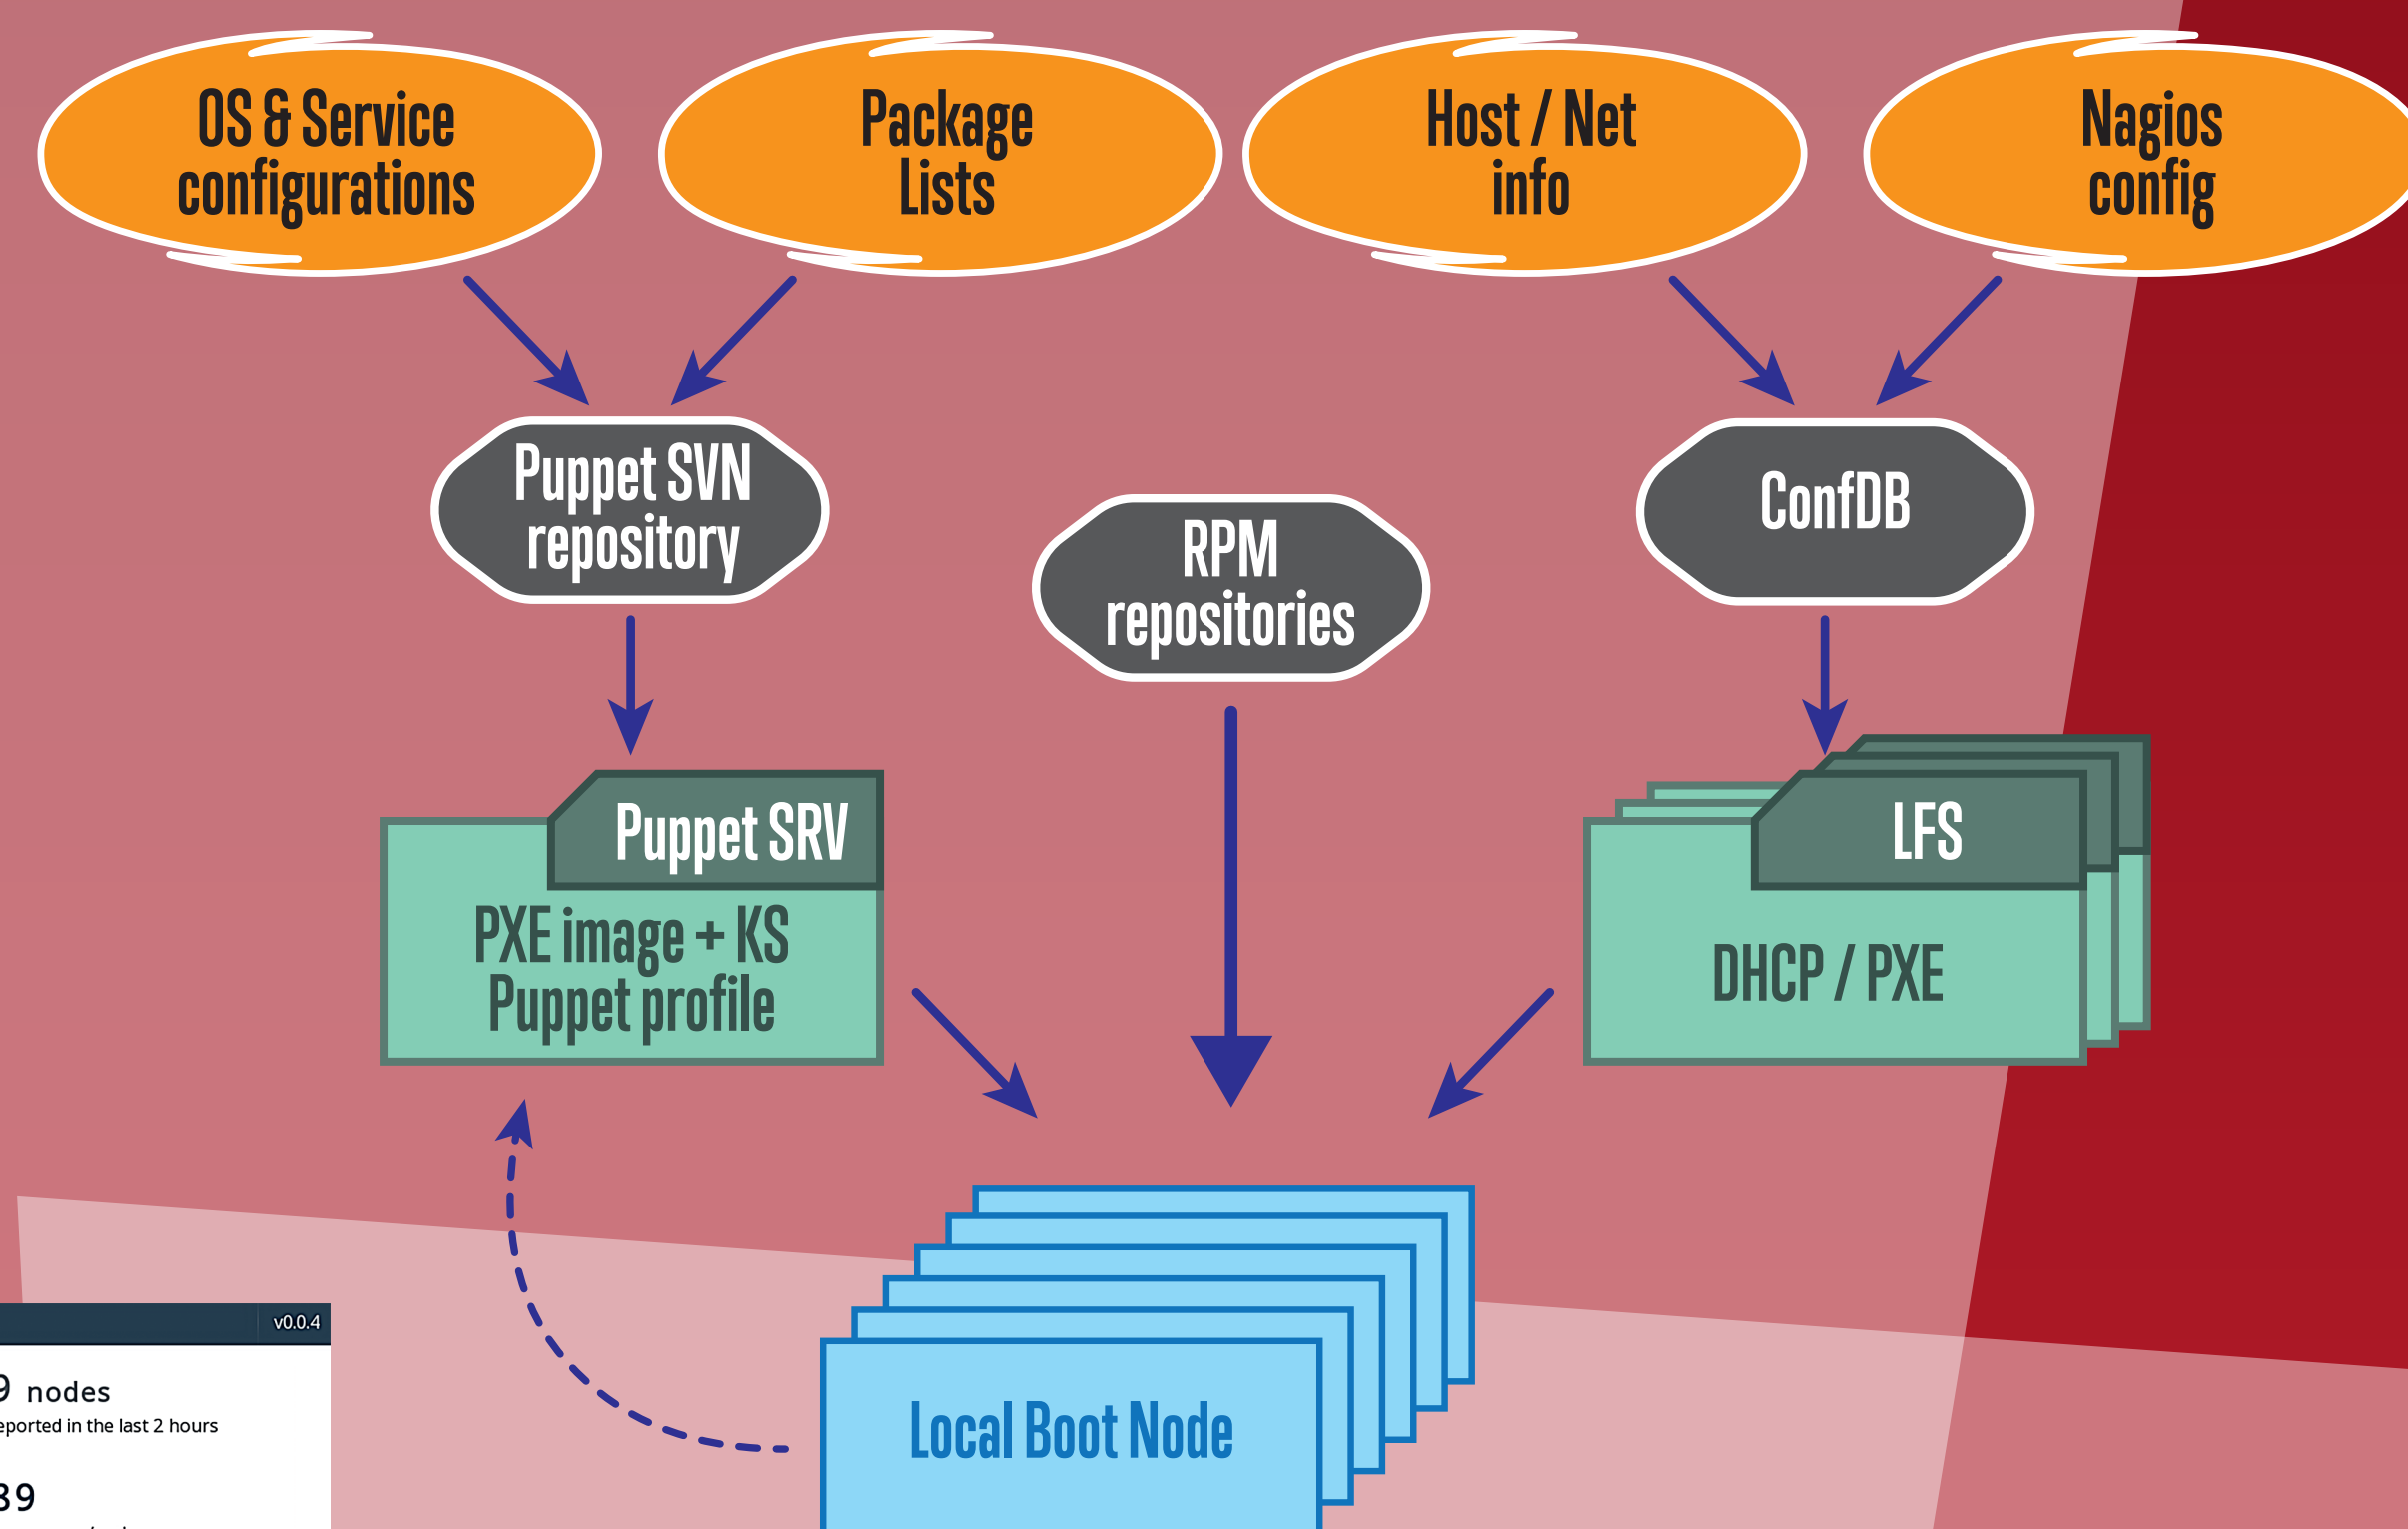 OS & Service
configurations
Package
Lists
Host / Net
info
Nagios
config
Puppet SVN
repository
RPM
repositories
ConfDB
Puppet SRV
PXE image + KS
Puppet profile
LFS
DHCP / PXE
Local Boot Node
v0.0.4
9 nodes
eported in the last 2 hours
39